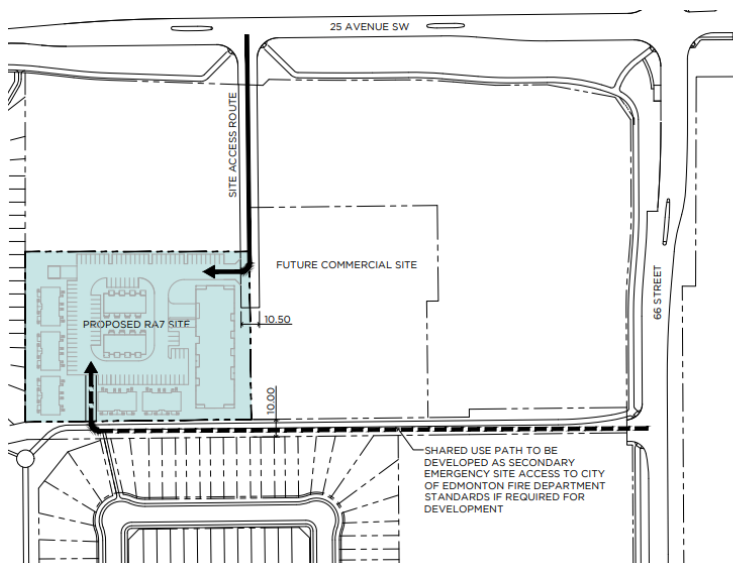 25 AVENUE SW
SITE ACCESS ROUTE
FUTURE COMMERCIAL SITE
66 STREET
PROPOSED RA7 SITE
10.50
10.00
SHARED USE PATH TO BE
DEVELOPED AS SECONDARY
EMERGENCY SITE ACCESS TO CITY
OF EDMONTON FIRE DEPARTMENT
STANDARDS IF REQUIRED FOR
DEVELOPMENT